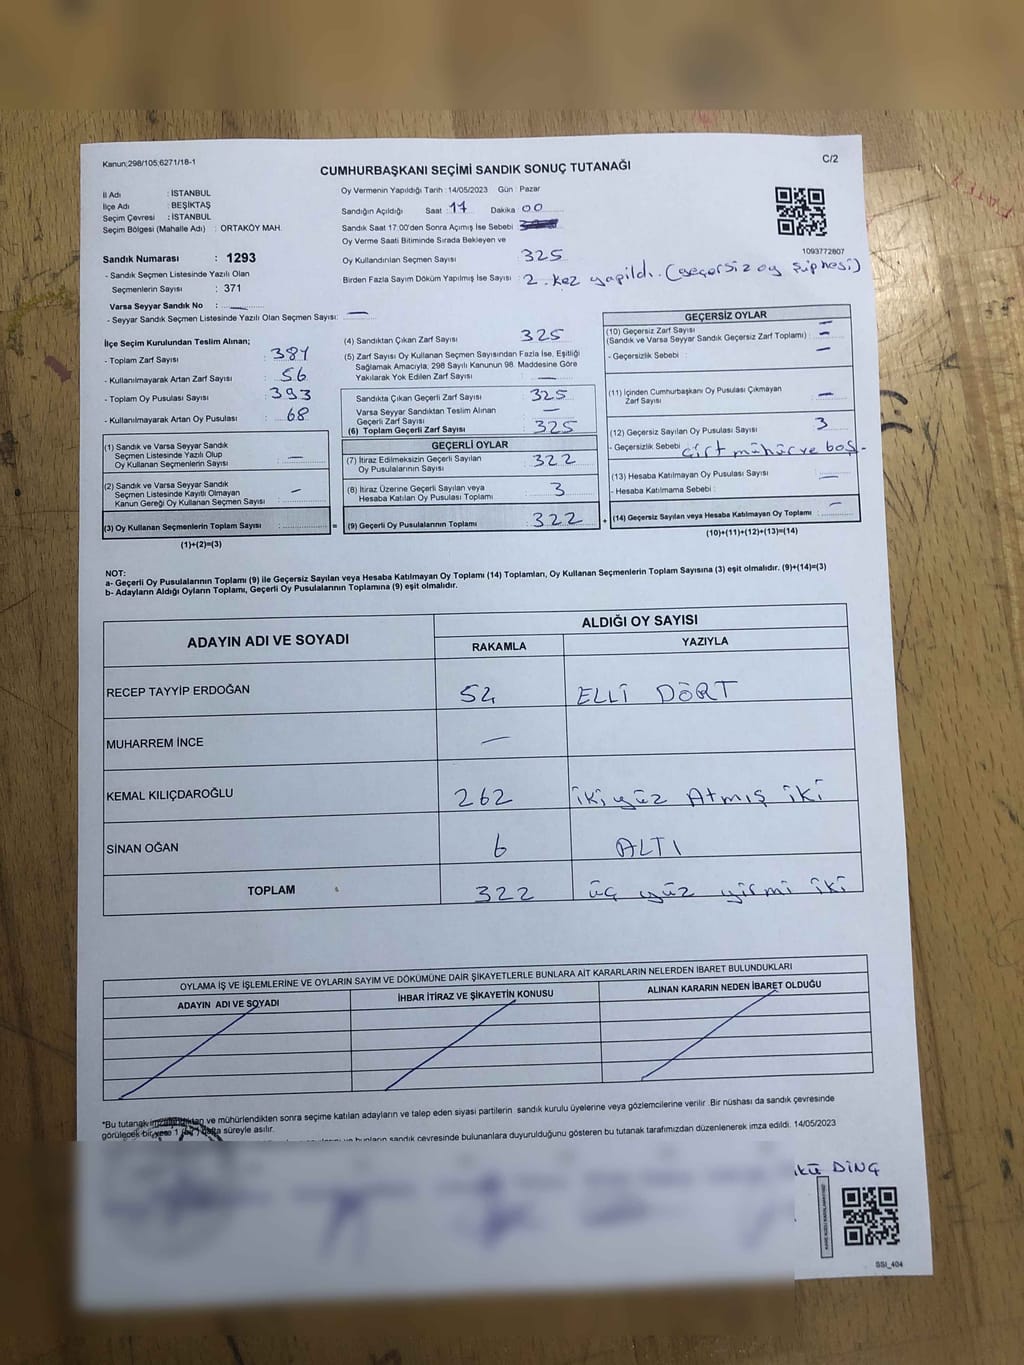 Kanun;298/105;6271/18-1
C/2
CUMHURBAŞKANI SEÇİMİ SANDIK SONUÇ TUTANAĞI
İl Adı : İSTANBUL
İlçe Adı : BEŞİKTAŞ
Seçim Çevresi : İSTANBUL
Seçim Bölgesi (Mahalle Adı) : ORTAKÖY MAH.
Sandık Numarası : 1293
- Sandık Seçmen Listesinde Yazılı Olan
Seçmenlerin Sayısı : 371
Varsa Seyyar Sandık No : —
- Seyyar Sandık Seçmen Listesinde Yazılı Olan Seçmen Sayısı: —
Oy Vermenin Yapıldığı Tarih : 14/05/2023 Gün : Pazar
Sandığın Açıldığı Saat 17 Dakika 00
Sandık Saat 17:00'den Sonra Açımış İse Sebebi
Oy Verme Saati Bitiminde Sırada Bekleyen ve
Oy Kullandırılan Seçmen Sayısı 325
Birden Fazla Sayım Döküm Yapılmış İse Sayısı : 2. kez yapıldı. (geçersiz oy şüphesi)
1093772807
İlçe Seçim Kurulundan Teslim Alınan;
- Toplam Zarf Sayısı : 381
- Kullanılmayarak Artan Zarf Sayısı : 56
- Toplam Oy Pusulası Sayısı : 393
- Kullanılmayarak Artan Oy Pusulası : 68
(1) Sandık ve Varsa Seyyar Sandık
Seçmen Listesinde Yazılı Olup
Oy Kullanan Seçmenlerin Sayısı : —
(2) Sandık ve Varsa Seyyar Sandık
Seçmen Listesinde Kayıtlı Olmayan
Kanun Gereği Oy Kullanan Seçmen Sayısı : —
(3) Oy Kullanan Seçmenlerin Toplam Sayısı : =
(1)+(2)=(3)
(4) Sandıktan Çıkan Zarf Sayısı : 325
(5) Zarf Sayısı Oy Kullanan Seçmen Sayısından Fazla İse, Eşitliği
Sağlamak Amacıyla; 298 Sayılı Kanunun 98. Maddesine Göre
Yakılarak Yok Edilen Zarf Sayısı : —
Sandıkta Çıkan Geçerli Zarf Sayısı : 325
Varsa Seyyar Sandıktan Teslim Alınan
Geçerli Zarf Sayısı : —
(6) Toplam Geçerli Zarf Sayısı : 325
GEÇERLİ OYLAR
(7) İtiraz Edilmeksizin Geçerli Sayılan
Oy Pusulalarının Sayısı : 322
(8) İtiraz Üzerine Geçerli Sayılan veya
Hesaba Katılan Oy Pusulası Toplamı : 3
(9) Geçerli Oy Pusulalarının Toplamı : 322 +
GEÇERSİZ OYLAR
(10) Geçersiz Zarf Sayısı : —
(Sandık ve Varsa Seyyar Sandık Geçersiz Zarf Toplamı) : —
- Geçersizlik Sebebi : —
(11) İçinden Cumhurbaşkanı Oy Pusulası Çıkmayan
Zarf Sayısı : —
(12) Geçersiz Sayılan Oy Pusulası Sayısı : 3
- Geçersizlik Sebebi : çift mühür ve boş.
(13) Hesaba Katılmayan Oy Pusulası Sayısı : —
- Hesaba Katılmama Sebebi :
(14) Geçersiz Sayılan veya Hesaba Katılmayan Oy Toplamı : —
(10)+(11)+(12)+(13)=(14)
NOT:
a- Geçerli Oy Pusulalarının Toplamı (9) ile Geçersiz Sayılan veya Hesaba Katılmayan Oy Toplamı (14) Toplamları, Oy Kullanan Seçmenlerin Toplam Sayısına (3) eşit olmalıdır. (9)+(14)=(3)
b- Adayların Aldığı Oyların Toplamı, Geçerli Oy Pusulalarının Toplamına (9) eşit olmalıdır.
ADAYIN ADI VE SOYADI ALDIĞI OY SAYISI
RAKAMLA YAZIYLA
RECEP TAYYİP ERDOĞAN 54 ELLİ DÖRT
MUHARREM İNCE —
KEMAL KILIÇDAROĞLU 262 iki yüz Atmış iki
SİNAN OĞAN 6 ALTI
TOPLAM 322 üç yüz yirmi iki
OYLAMA İŞ VE İŞLEMLERİNE VE OYLARIN SAYIM VE DÖKÜMÜNE DAİR ŞİKAYETLERLE BUNLARA AİT KARARLARIN NELERDEN İBARET BULUNDUKLARI
ADAYIN ADI VE SOYADI İHBAR İTİRAZ VE ŞİKAYETİN KONUSU ALINAN KARARIN NEDEN İBARET OLDUĞU
*Bu tutanak ve mühürlendikten sonra seçime katılan adayların ve talep eden siyasi partilerin sandık kurulu üyelerine veya gözlemcilerine verilir. Bir nüshası da sandık çevresinde
görülecek bir yere 1 hafta süreyle asılır.
ve bunların sandık çevresinde bulunanlara duyurulduğunu gösteren bu tutanak tarafımızdan düzenlenerek imza edildi. 14/05/2023
DİNÇ
SSI_404